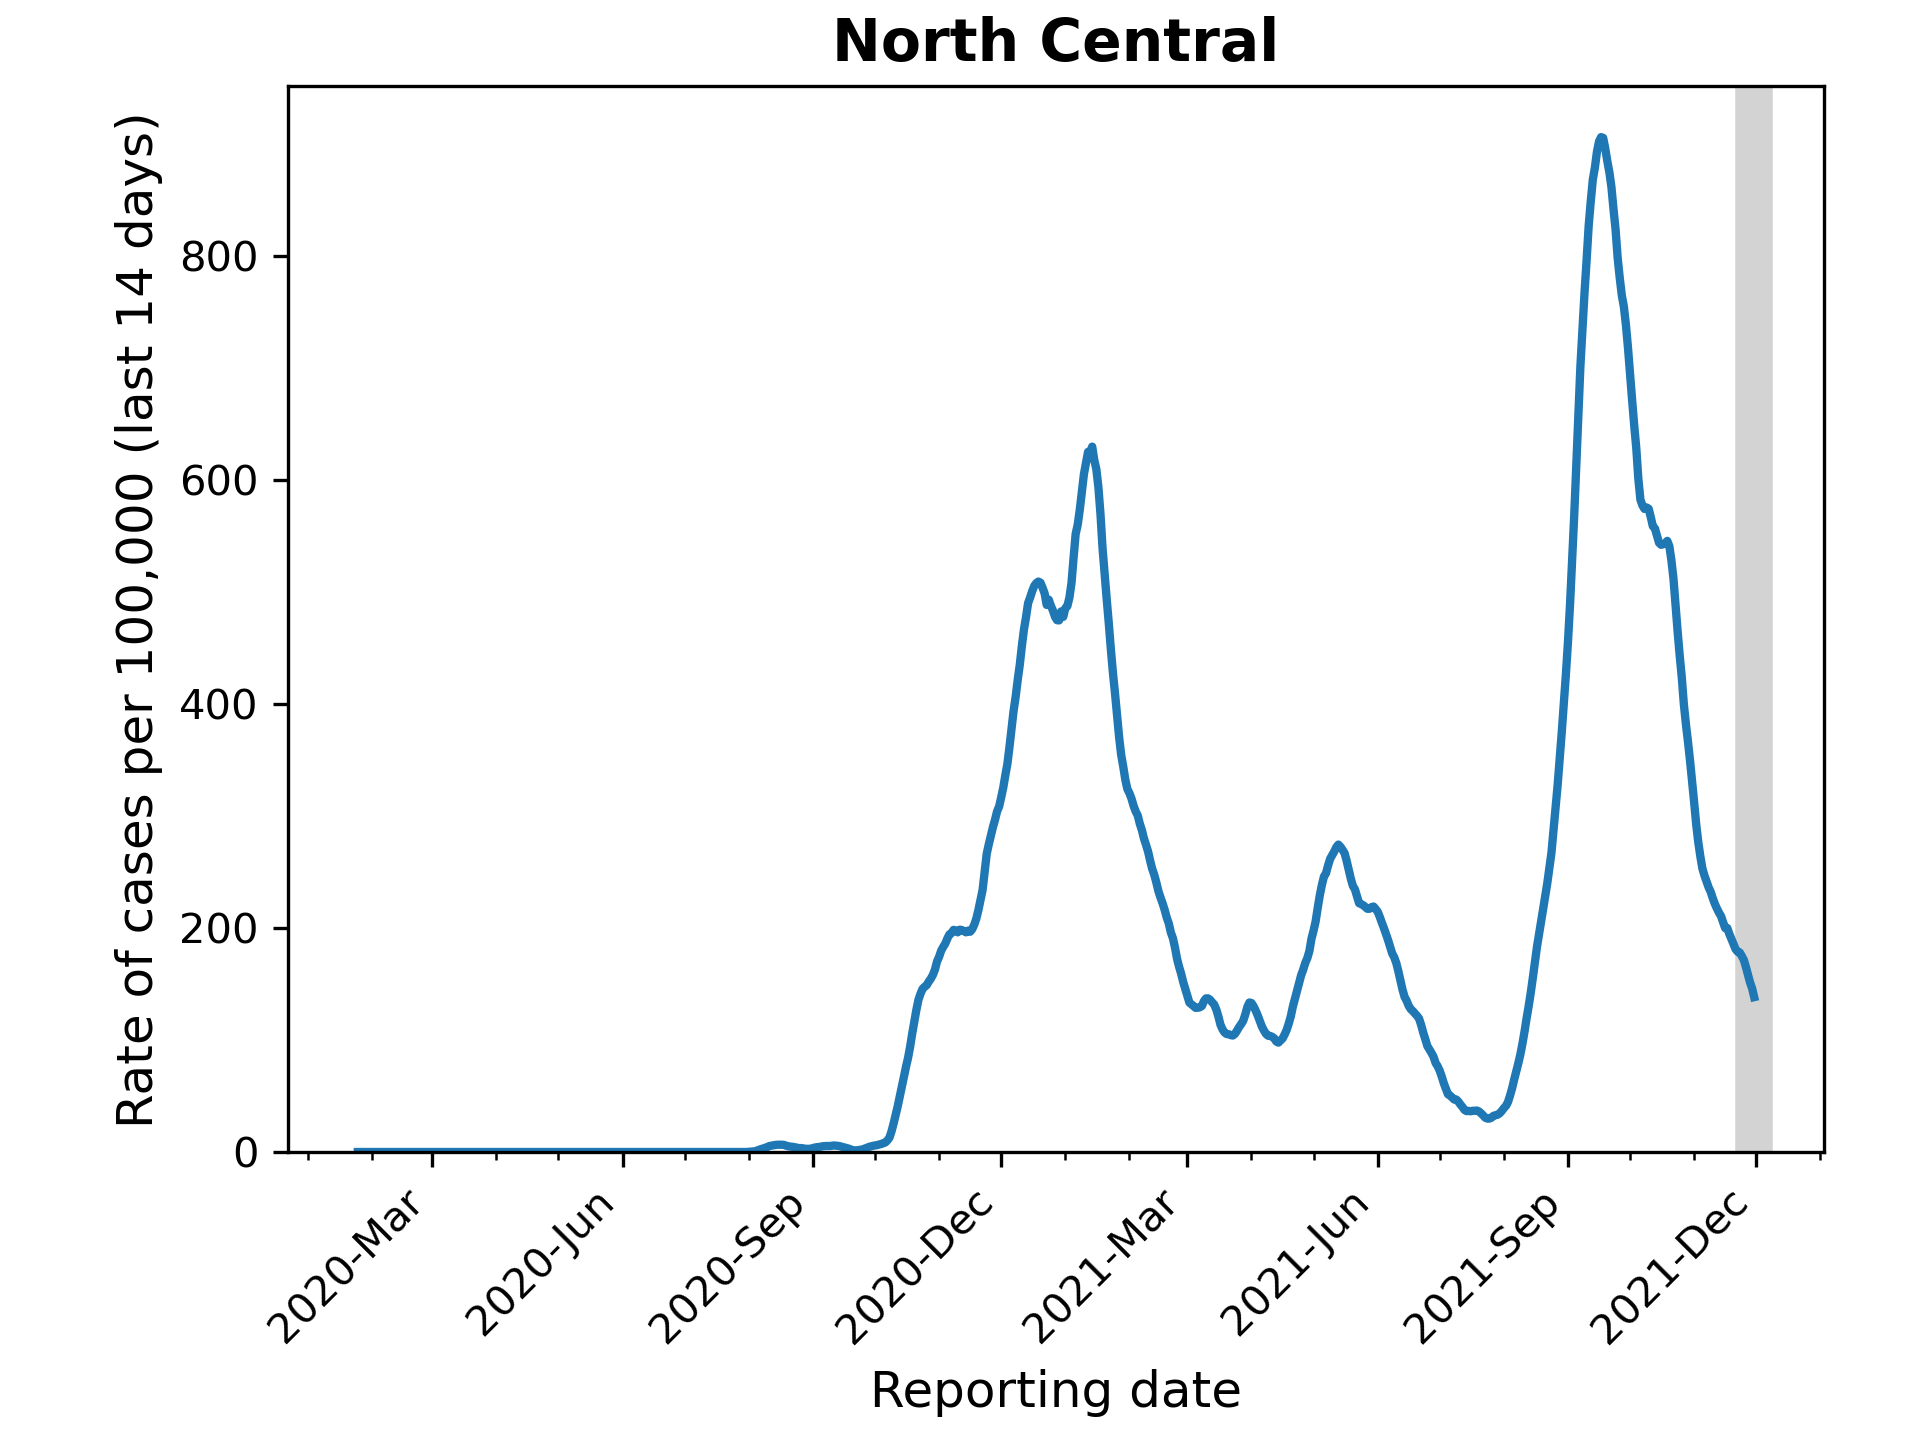 North Central
Rate of cases per 100,000 (last 14 days)
800
600
400
200
0
2020-Mar
2020-Jun
2020-Sep
2020-Dec
2021-Mar
2021-Jun
2021-Sep
2021-Dec
Reporting date